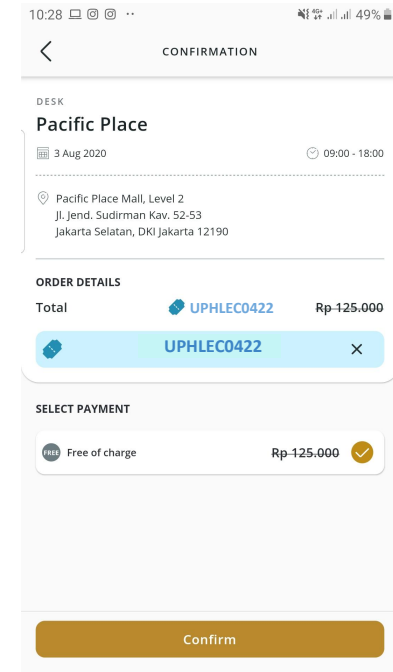 10:28
4G+
49%
CONFIRMATION
DESK
Pacific Place
3 Aug 2020
09:00 - 18:00
Pacific Place Mall, Level 2
Jl. Jend. Sudirman Kav. 52-53
Jakarta Selatan, DKI Jakarta 12190
ORDER DETAILS
Total UPHLEC0422 Rp 125.000
UPHLEC0422
SELECT PAYMENT
FREE Free of charge Rp 125.000
Confirm